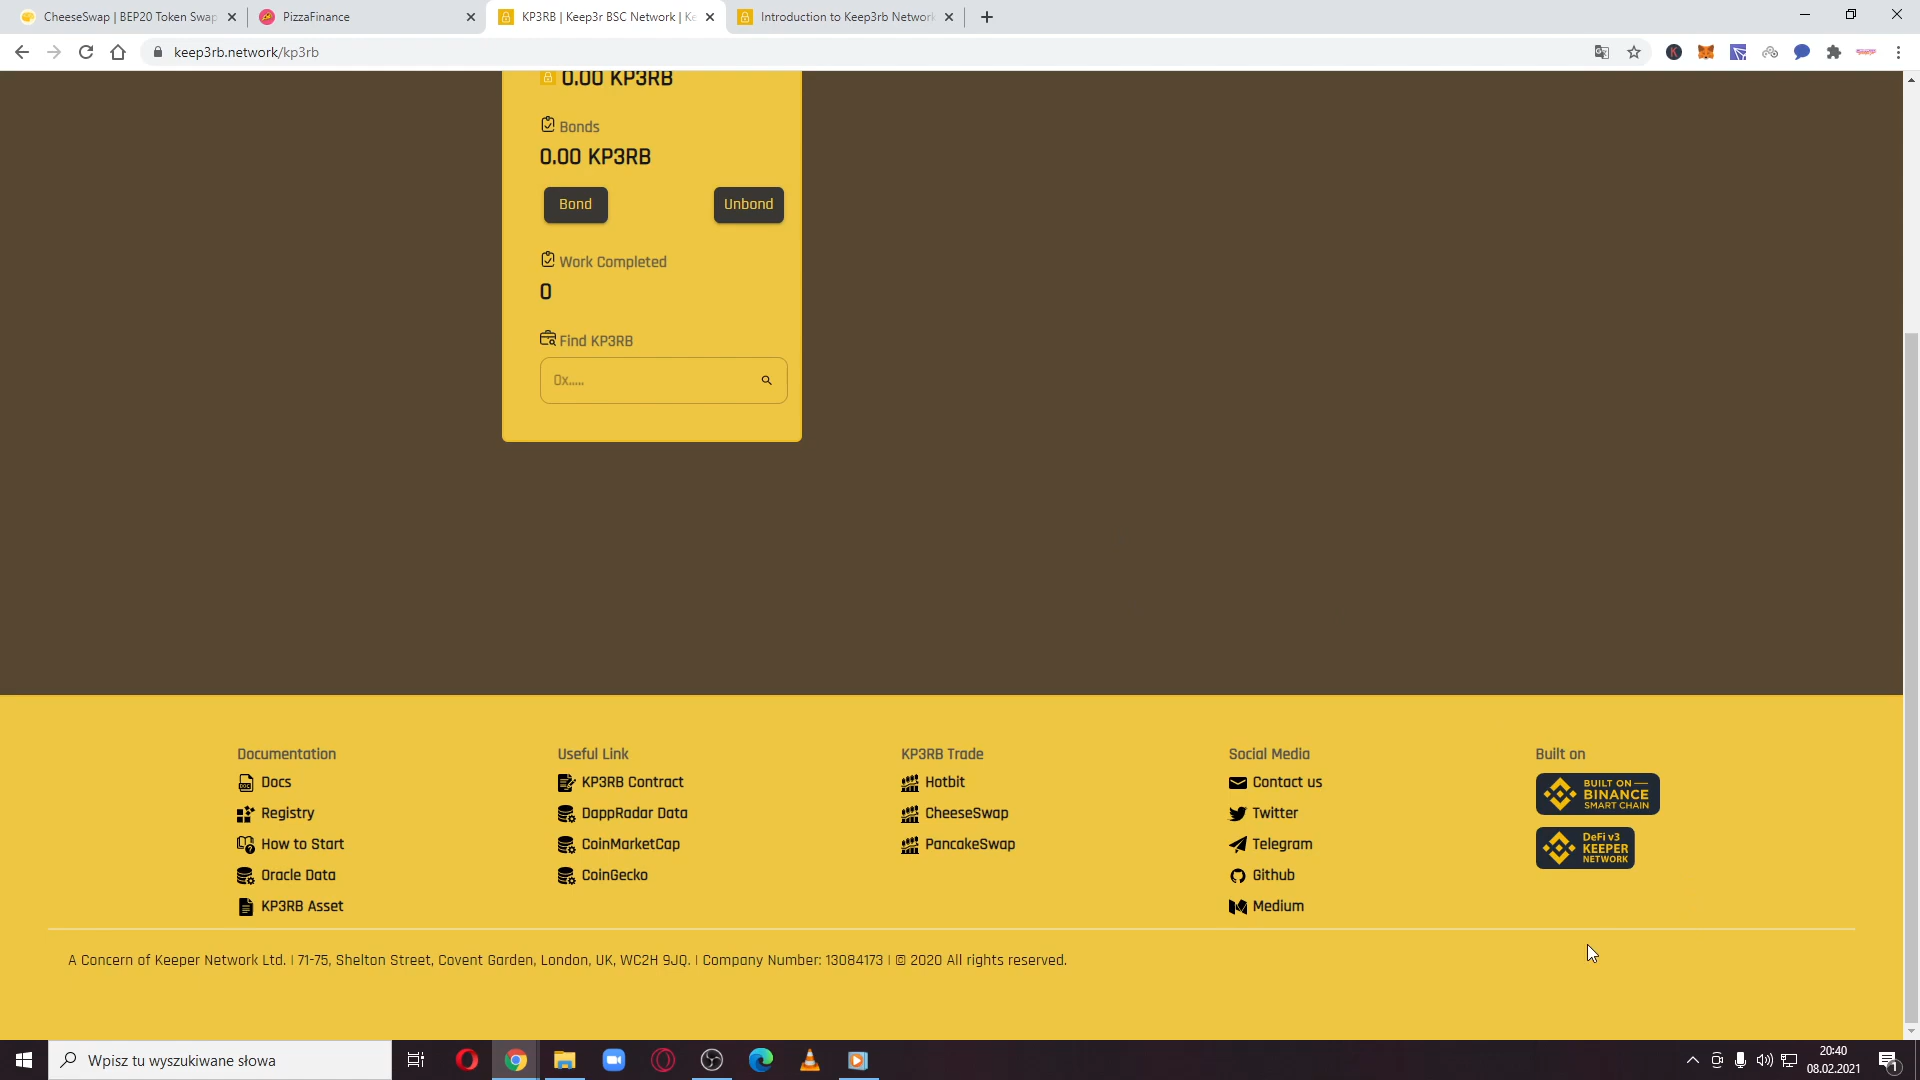 CheeseSwap | BEP20 Token Swap
PizzaFinance
KP3RB | Keep3r BSC Network | Ke
Introduction to Keep3rb Network
keep3rb.network/kp3rb
0.00 KP3RB
Bonds
0.00 KP3RB
Bond
Unbond
Work Completed
0
Find KP3RB
0x.....
Documentation
Docs
Registry
How to Start
Oracle Data
KP3RB Asset
Useful Link
KP3RB Contract
DappRadar Data
CoinMarketCap
CoinGecko
KP3RB Trade
Hotbit
CheeseSwap
PancakeSwap
Social Media
Contact us
Twitter
Telegram
Github
Medium
Built on
BUILT ON
BINANCE
SMART CHAIN
DeFi v3
KEEPER
NETWORK
A Concern of Keeper Network Ltd. | 71-75, Shelton Street, Covent Garden, London, UK, WC2H 9JQ. | Company Number: 13084173 | © 2020 All rights reserved.
Wpisz tu wyszukiwane słowa
20:40
08.02.2021
1